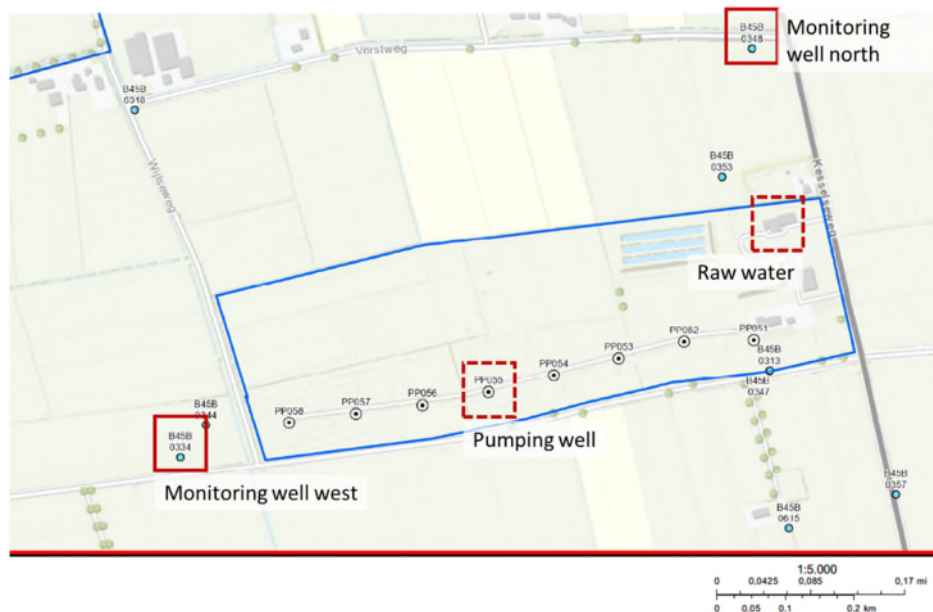 B45B
0348
Monitoring
well north
Vorstweg
B45B
0318
Wijlseweg
B45B
0353
Kesselseweg
Raw water
PP051
PP052
PP053
PP054
PP055
PP056
PP057
PP058
B45B
0313
B45B
0347
B45B
0344
B45B
0334
Pumping well
Monitoring well west
B45B
0357
B45B
0615
1:5.000
0 0,0425 0,085 0,17 mi
0 0.05 0.1 0.2 km